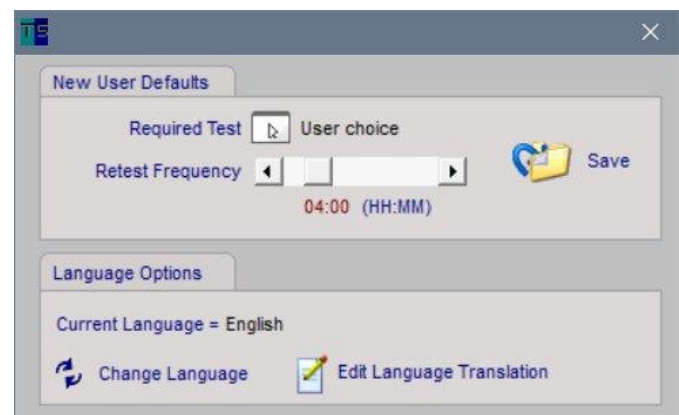 TS
New User Defaults
Required Test User choice
Retest Frequency
04:00 (HH:MM)
Save
Language Options
Current Language = English
Change Language Edit Language Translation